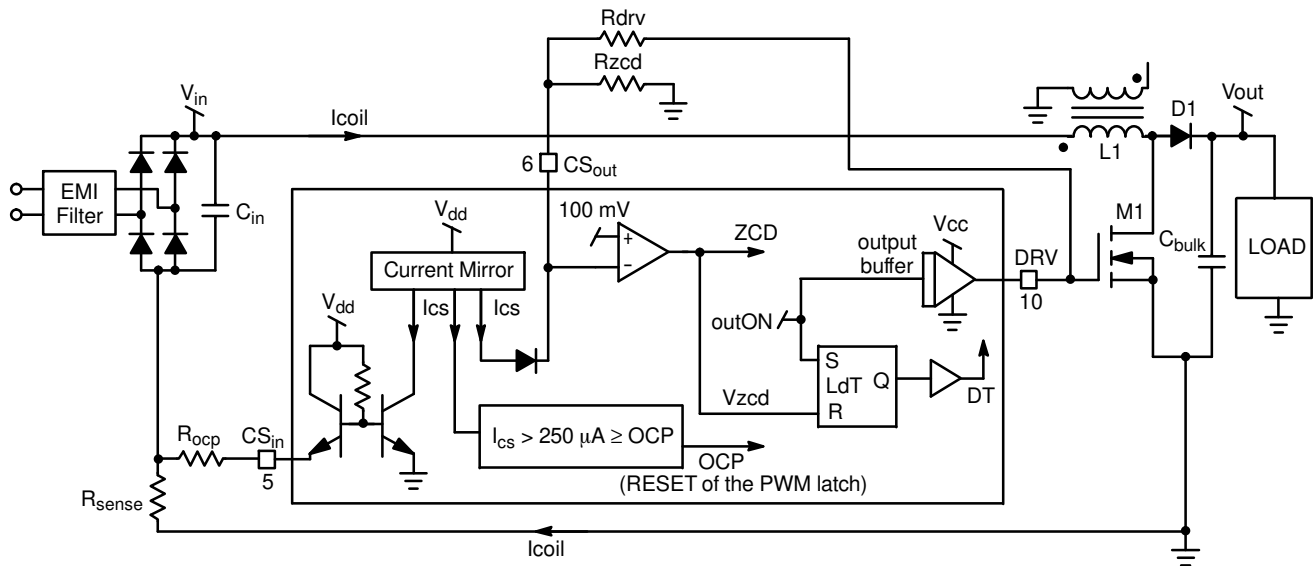 Rdrv
Rzcd
Vin
Icoil
D1
Vout
L1
6
CSout
EMI
Filter
Cin
Vdd
100 mV
+
−
ZCD
Current Mirror
Vcc
output
buffer
DRV
10
M1
Cbulk
LOAD
Ics
Ics
Vdd
outON
S
LdT
Q
R
DT
Vzcd
Rocp
CSin
5
Ics > 250 µA ≥ OCP
OCP
(RESET of the PWM latch)
Rsense
Icoil